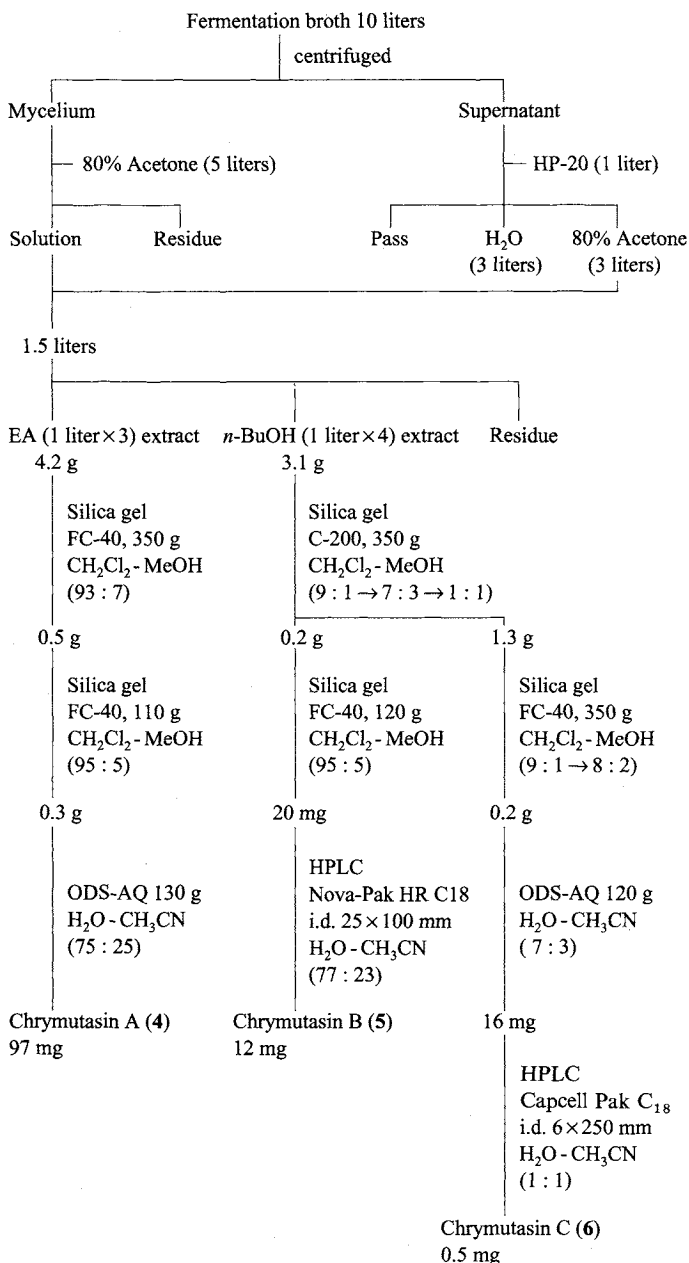 Fermentation broth 10 liters
centrifuged
Mycelium
Supernatant
80% Acetone (5 liters)
HP-20 (1 liter)
Solution
Residue
Pass
H₂O
(3 liters)
80% Acetone
(3 liters)
1.5 liters
EA (1 liter × 3) extract
4.2 g
n-BuOH (1 liter × 4) extract
3.1 g
Residue
Silica gel
FC-40, 350 g
CH₂Cl₂-MeOH
(93 : 7)
Silica gel
C-200, 350 g
CH₂Cl₂-MeOH
(9 : 1 → 7 : 3 → 1 : 1)
0.5 g
0.2 g
1.3 g
Silica gel
FC-40, 110 g
CH₂Cl₂-MeOH
(95 : 5)
Silica gel
FC-40, 120 g
CH₂Cl₂-MeOH
(95 : 5)
Silica gel
FC-40, 350 g
CH₂Cl₂-MeOH
(9 : 1 → 8 : 2)
0.3 g
20 mg
0.2 g
ODS-AQ 130 g
H₂O-CH₃CN
(75 : 25)
HPLC
Nova-Pak HR C18
i.d. 25 × 100 mm
H₂O-CH₃CN
(77 : 23)
ODS-AQ 120 g
H₂O-CH₃CN
(7 : 3)
Chrymutasin A (4)
97 mg
Chrymutasin B (5)
12 mg
16 mg
HPLC
Capcell Pak C₁₈
i.d. 6 × 250 mm
H₂O-CH₃CN
(1 : 1)
Chrymutasin C (6)
0.5 mg